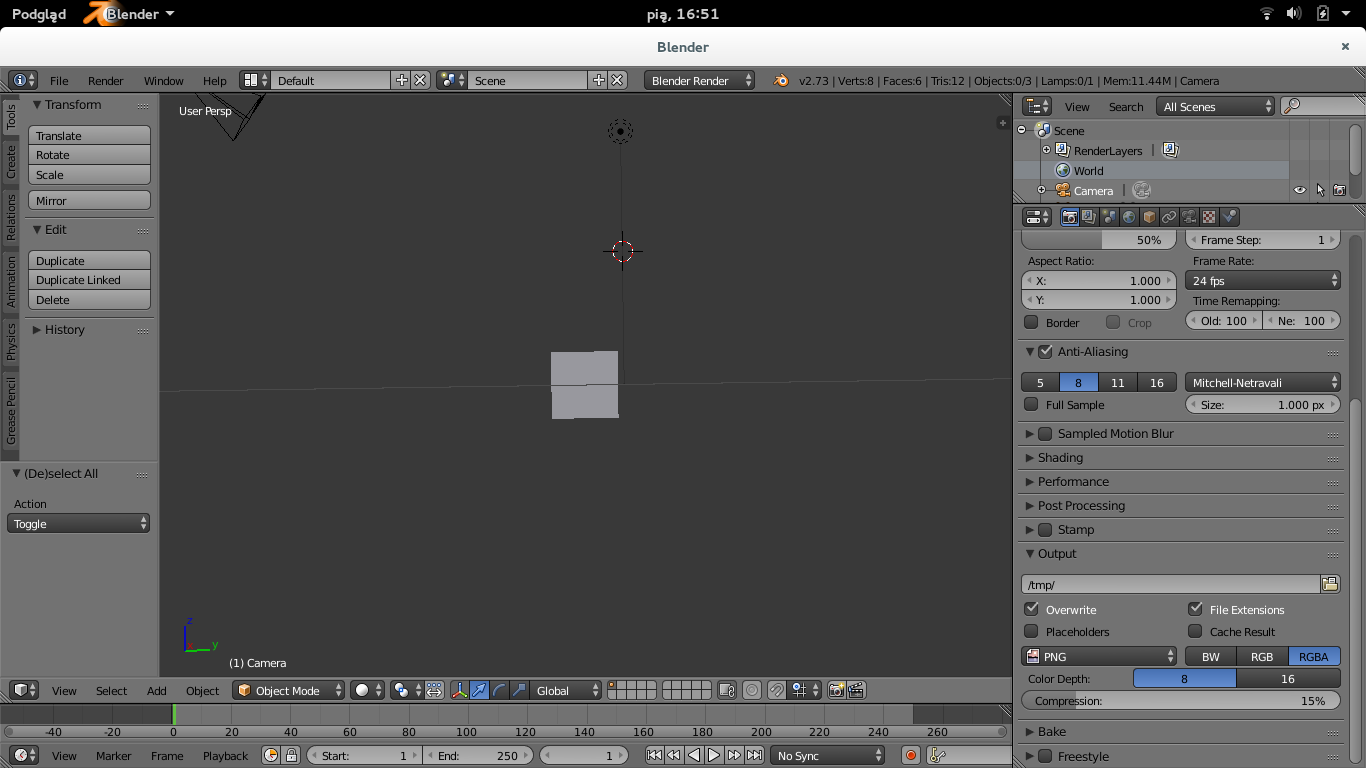 Podgląd Blender pią, 16:51
Blender ×
File Render Window Help Default Scene Blender Render v2.73 | Verts:8 | Faces:6 | Tris:12 | Objects:0/3 | Lamps:0/1 | Mem:11.44M | Camera
Tools
Create
Relations
Animation
Physics
Grease Pencil
Transform
Translate
Rotate
Scale
Mirror
Edit
Duplicate
Duplicate Linked
Delete
History
(De)select All
Action
Toggle
User Persp
z
y
(1) Camera
View Select Add Object Object Mode Global
-40 -20 0 20 40 60 80 100 120 140 160 180 200 220 240 260
View Marker Frame Playback Start: 1 End: 250 1 No Sync
View Search All Scenes
Scene
RenderLayers |
World
Camera |
50% Frame Step: 1
Aspect Ratio: Frame Rate:
X: 1.000 24 fps
Y: 1.000 Time Remapping:
Border Crop Old: 100 Ne: 100
Anti-Aliasing
5 8 11 16 Mitchell-Netravali
Full Sample Size: 1.000 px
Sampled Motion Blur
Shading
Performance
Post Processing
Stamp
Output
/tmp/
Overwrite File Extensions
Placeholders Cache Result
PNG BW RGB RGBA
Color Depth: 8 16
Compression: 15%
Bake
Freestyle